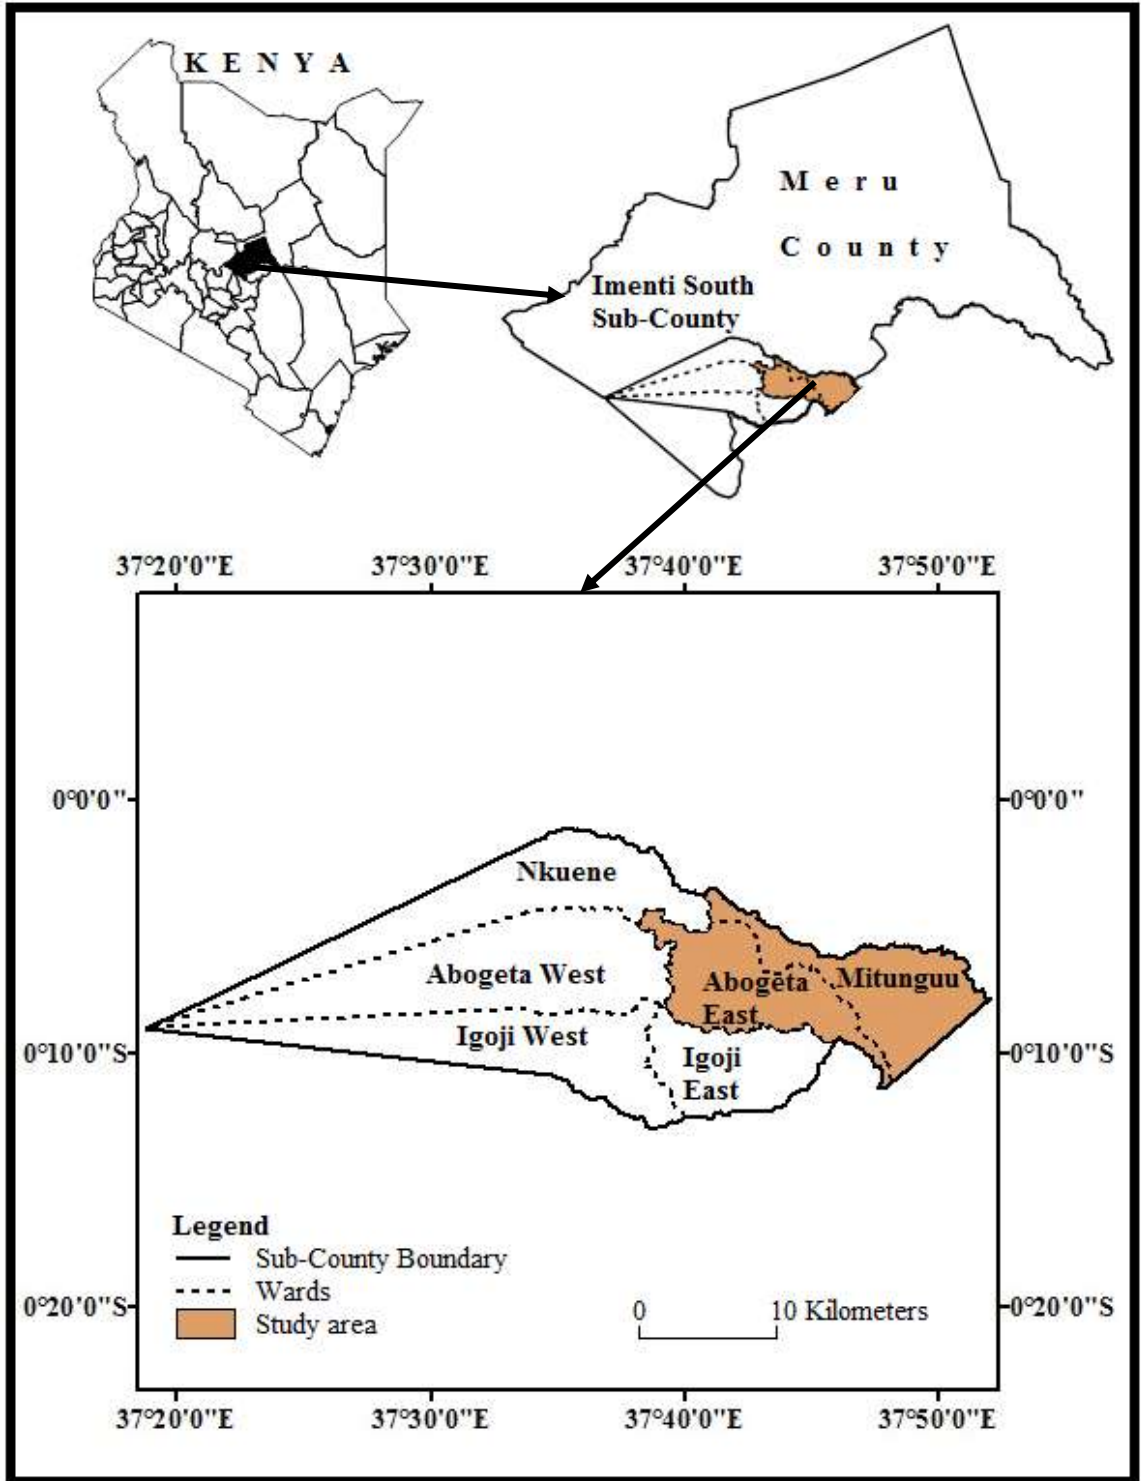 K E N Y A
M e r u
C o u n t y
Imenti South
Sub-County
37°20'0"E 37°30'0"E 37°40'0"E 37°50'0"E
0°0'0" 0°0'0"
Nkuene
Abogeta West
Abogeta
East
Mitunguu
Igoji West
Igoji
East
0°10'0"S 0°10'0"S
Legend
Sub-County Boundary
Wards
Study area
0 10 Kilometers
0°20'0"S 0°20'0"S
37°20'0"E 37°30'0"E 37°40'0"E 37°50'0"E